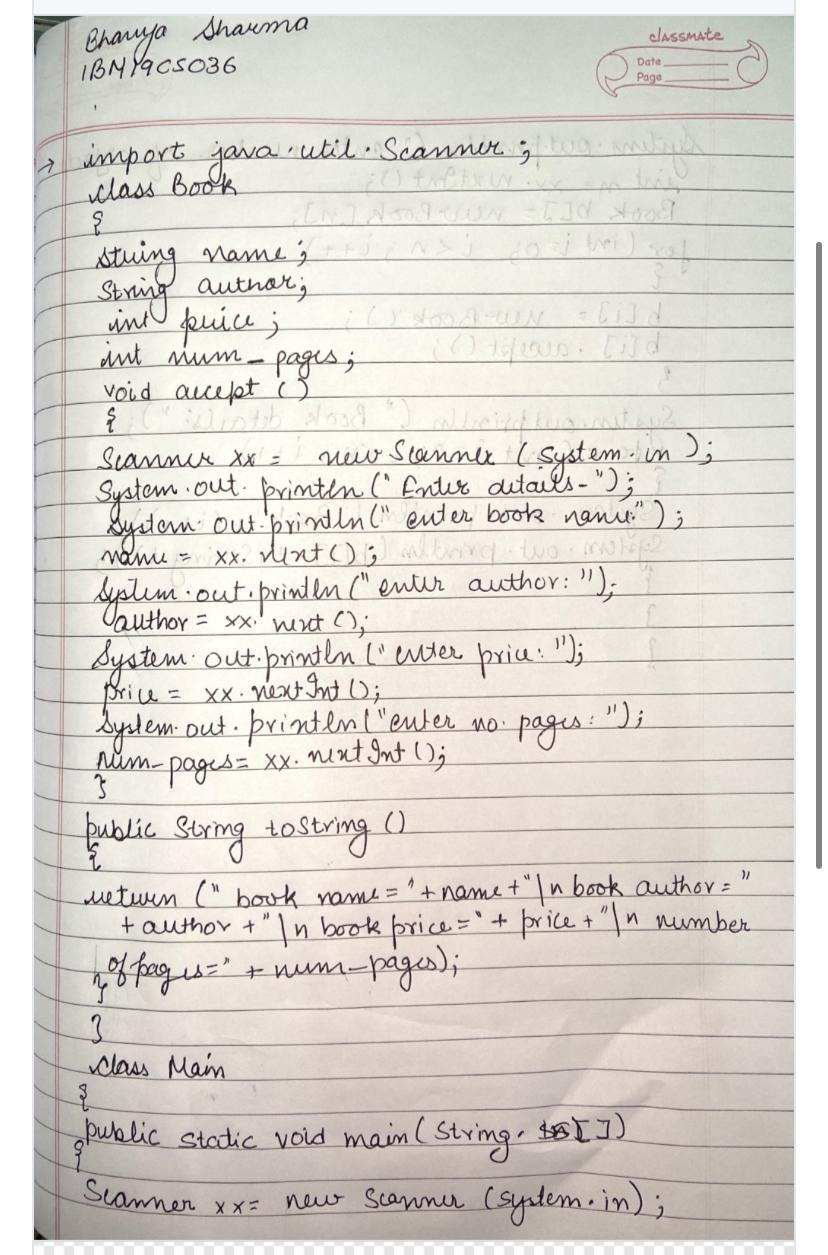 Bhavya Sharma
1BM19CS036
classmate
Date
Page
→ import java.util.Scanner;
class Book
{
String name;
String author;
int price;
int num_pages;
void accept ()
{
Scanner xx = new Scanner (System.in);
System.out.println("Enter details-");
System.out.println("enter book name:");
name = xx.next();
System.out.println("enter author: ");
author = xx.next();
System.out.println("enter price: ");
price = xx.nextInt();
System.out.println("enter no. pages: ");
num_pages= xx.nextInt();
}
public String toString ()
{
return (" book name="+name+"\n book author="
+ author +"\n book price="+ price +"\n number
of pages=" + num_pages);
}
}
class Main
{
public static void main(String. [])
{
Scanner xx= new Scanner (system.in);